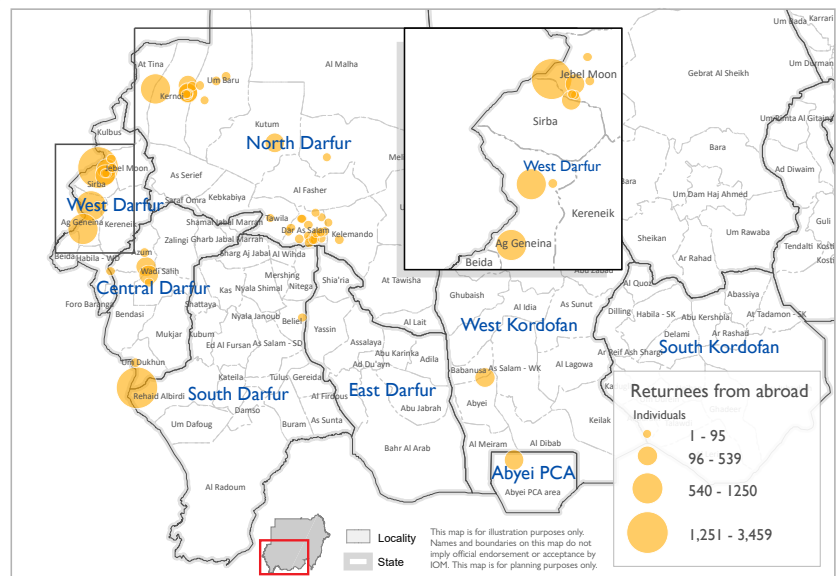 Um Bada
Karrari
At Tina
Um Baru
Al Malha
Jebel Moon
Um Durman
Gebrat Al Sheikh
Kernoi
Sirba
Kulbus
Kutum
North Darfur
Bara
Ad Diwaim
Jebel Moon
Sirba
As Serief
West Darfur
Al Fasher
Bara
Um Dam Haj Ahmed
West Darfur
Saraf Omra
Kebkabiya
Kereneik
Guli
Ag Geneina
Kereneik
Shamal Jabal Marrah
Tawila
Dar As Salam
Kelemando
Um Rawaba
Sheikan
Tendalti
Kosti
Zalingi
Gharb Jabal Marrah
Ag Geneina
Beida
Habila - WD
Azum
Sharg Aj Jabal
Al Wihda
Beida
Ar Rahad
Wadi Salih
Mershing
Shia'ria
At Tawisha
Abu Zabad
Al Quoz
Central Darfur
Kas
Nyala Shimal
Nitega
Ghubaish
As Sunut
Abassiya
Foro Baranga
Shattaya
Al Idia
Dilling
Habila - SK
Abu Kershola
At Tadamon - SK
Bendasi
Nyala Janoub
Beliel
Al Lait
West Kordofan
Delami
Ar Rashad
Mukjar
Kubum
Yassin
South Kordofan
Ed Al Fursan
As Salam - SD
Assalaya
Abu Karinka
Ar Reif Ash Shargi
Um Dukhun
Ad Du'ayn
Adila
Babanusa
As Salam - WK
Al Lagowa
Kateila
Tulus
Gereida
East Darfur
Rehaid Albirdi
South Darfur
Al Firdous
Abyei
Damso
Abu Jabrah
Um Dafoug
Buram
As Sunta
Keilak
Bahr Al Arab
Al Meiram
Al Dibab
Abyei PCA
Al Radoum
Abyei PCA area
Returnees from abroad
Individuals
1 - 95
96 - 539
540 - 1250
1,251 - 3,459
Locality
State
This map is for illustration purposes only.
Names and boundaries on this map do not
imply official endorsement or acceptance by
IOM. This map is for planning purposes only.